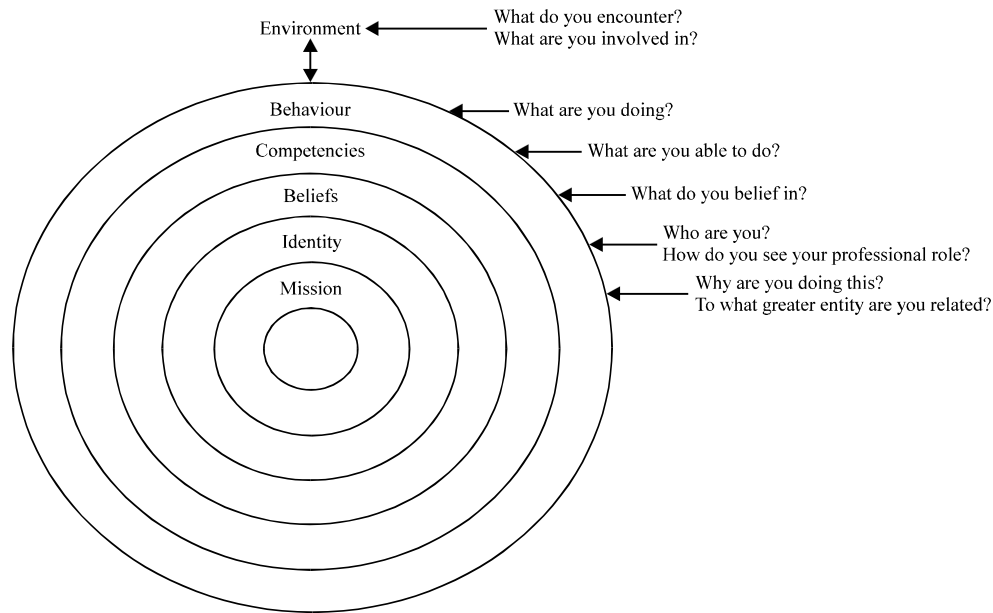 Environment
What do you encounter?
What are you involved in?
Behaviour
What are you doing?
Competencies
What are you able to do?
Beliefs
What do you belief in?
Identity
Who are you?
How do you see your professional role?
Mission
Why are you doing this?
To what greater entity are you related?